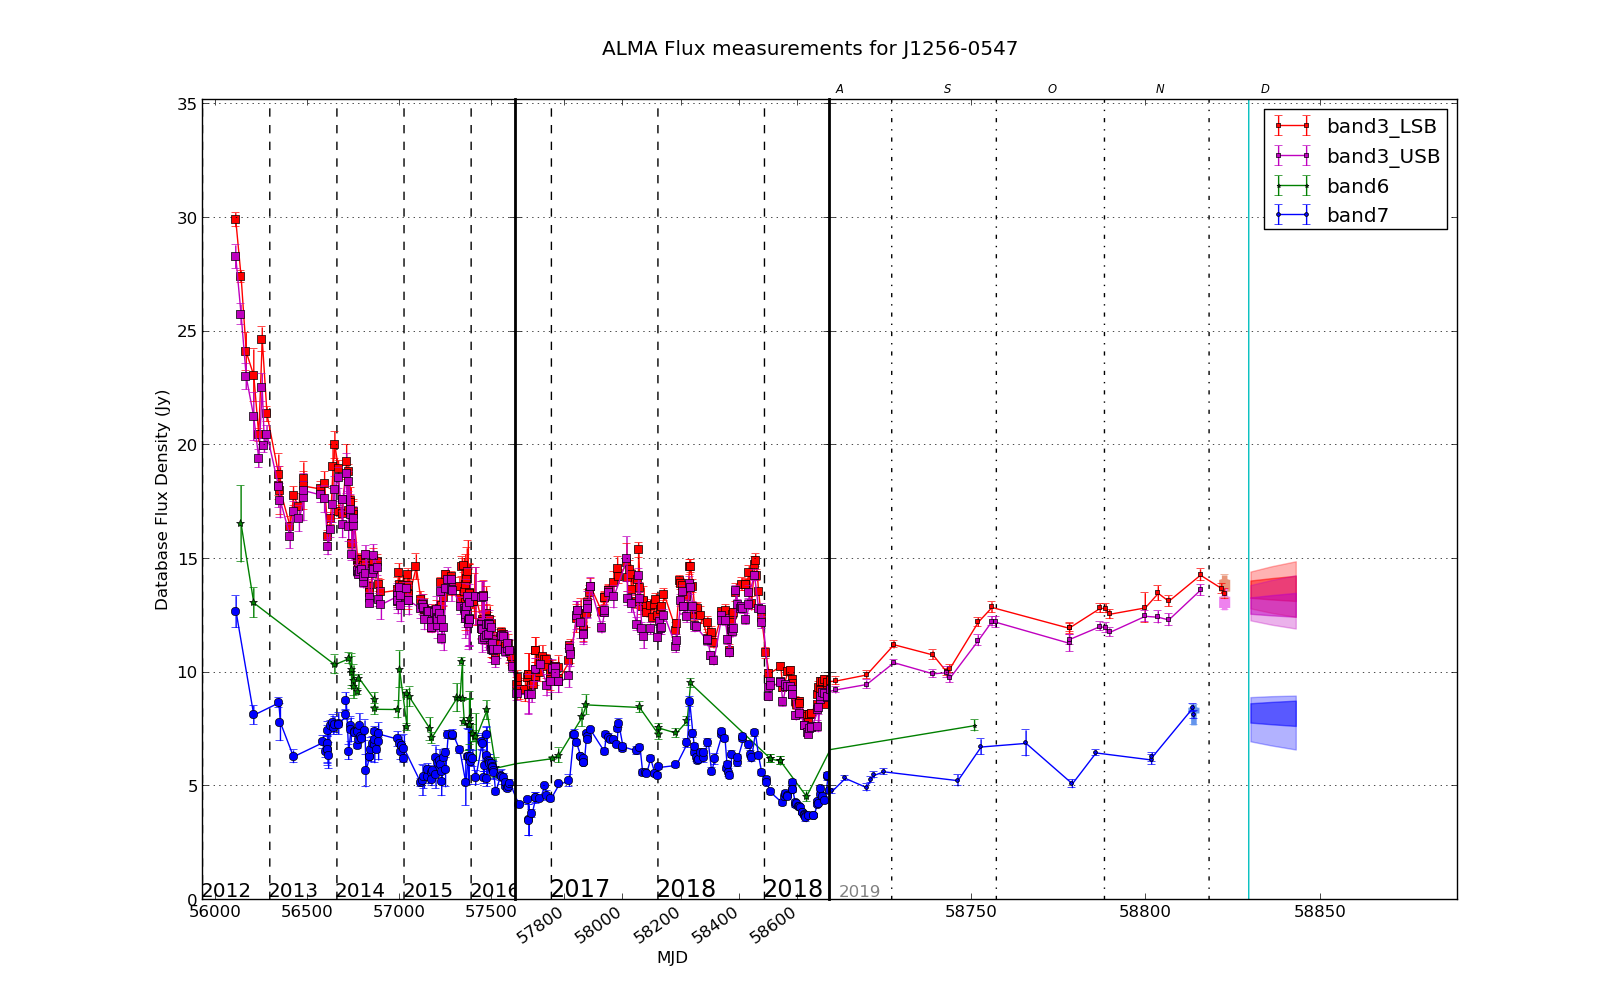 ALMA Flux measurements for J1256-0547
A S O N D
35
30
25
20
15
10
5
0
Database Flux Density (Jy)
band3_LSB
band3_USB
band6
band7
2012 2013 2014 2015 2016 2017 2018 2018 2019
56000 56500 57000 57500 57800 58000 58200 58400 58600 58750 58800 58850
MJD